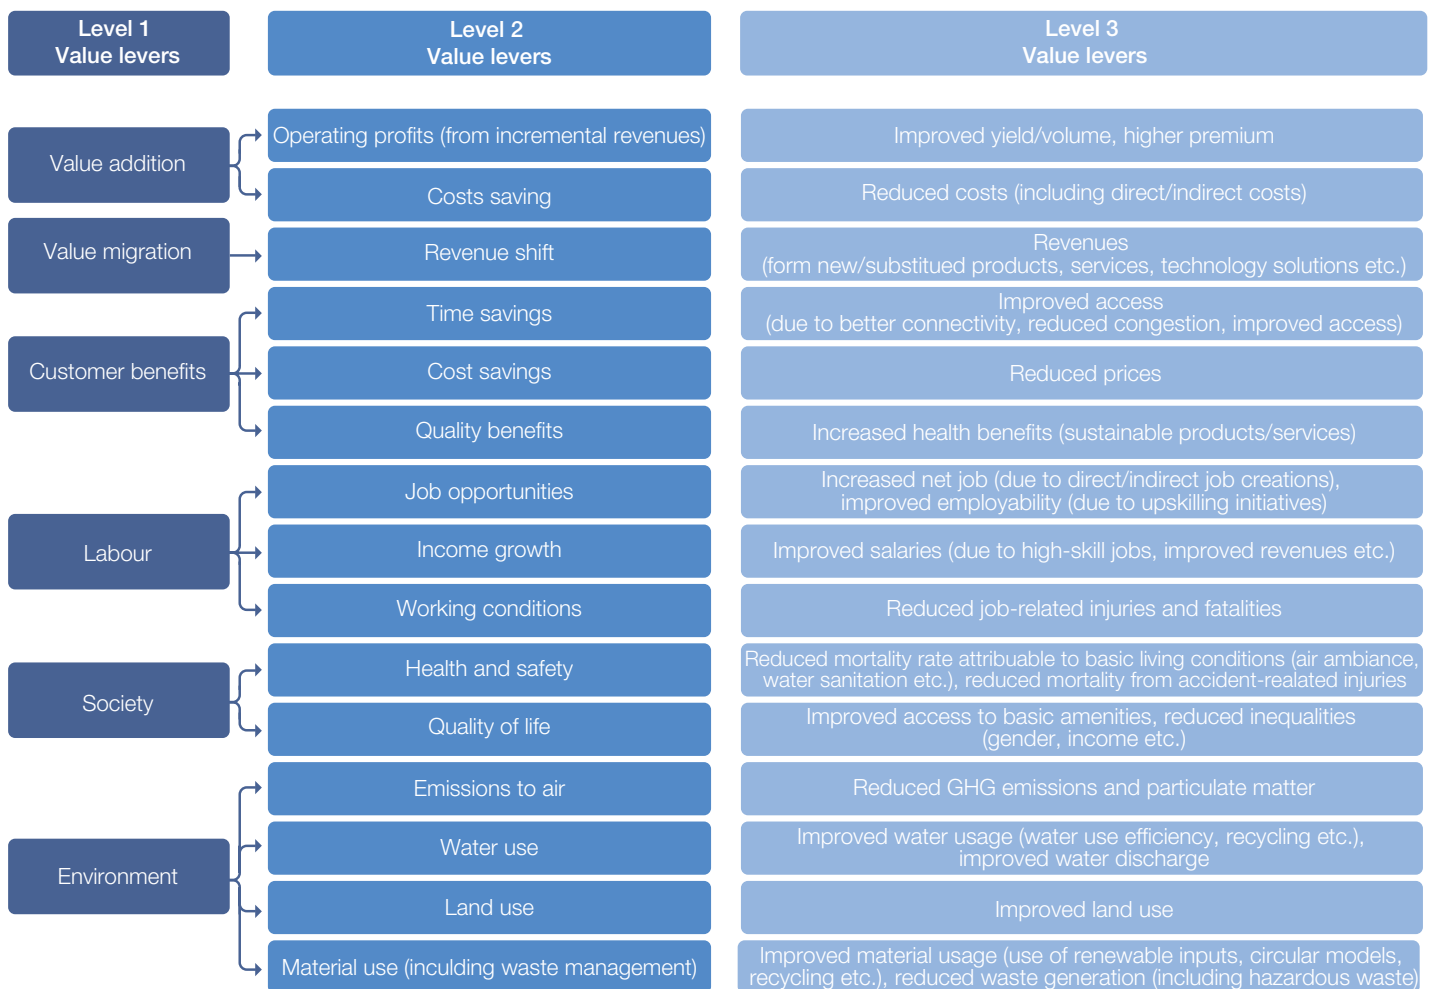 Level 1
Value levers
Level 2
Value levers
Level 3
Value levers
Value addition
Operating profits (from incremental revenues)
Improved yield/volume, higher premium
Costs saving
Reduced costs (including direct/indirect costs)
Value migration
Revenue shift
Revenues
(form new/substitued products, services, technology solutions etc.)
Customer benefits
Time savings
Improved access
(due to better connectivity, reduced congestion, improved access)
Cost savings
Reduced prices
Quality benefits
Increased health benefits (sustainable products/services)
Labour
Job opportunities
Increased net job (due to direct/indirect job creations),
improved employability (due to upskilling initiatives)
Income growth
Improved salaries (due to high-skill jobs, improved revenues etc.)
Working conditions
Reduced job-related injuries and fatalities
Society
Health and safety
Reduced mortality rate attribuable to basic living conditions (air ambiance,
water sanitation etc.), reduced mortality from accident-realated injuries
Quality of life
Improved access to basic amenities, reduced inequalities
(gender, income etc.)
Environment
Emissions to air
Reduced GHG emissions and particulate matter
Water use
Improved water usage (water use efficiency, recycling etc.),
improved water discharge
Land use
Improved land use
Material use (inculding waste management)
Improved material usage (use of renewable inputs, circular models,
recycling etc.), reduced waste generation (including hazardous waste)